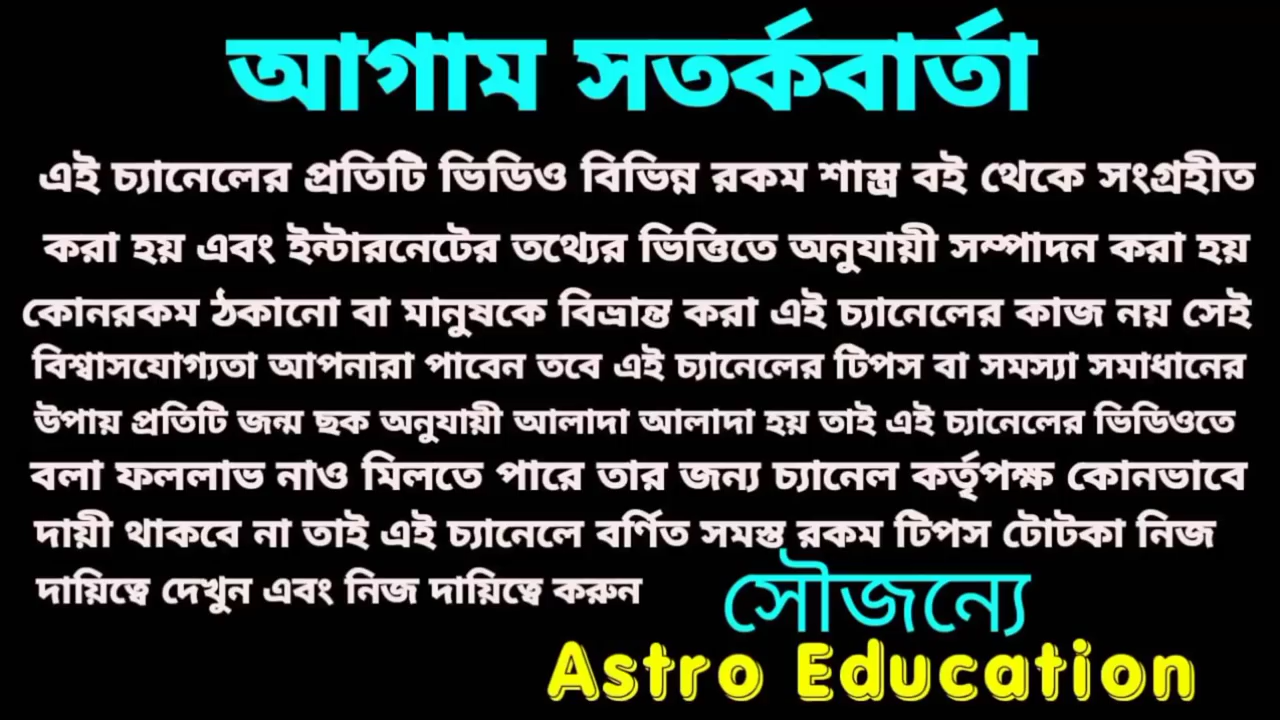 আগাম সতর্কবার্তা
এই চ্যানেলের প্রতিটি ভিডিও বিভিন্ন রকম শাস্ত্র বই থেকে সংগ্রহীত
করা হয় এবং ইন্টারনেটের তথ্যের ভিত্তিতে অনুযায়ী সম্পাদন করা হয়
কোনরকম ঠকানো বা মানুষকে বিভ্রান্ত করা এই চ্যানেলের কাজ নয় সেই
বিশ্বাসযোগ্যতা আপনারা পাবেন তবে এই চ্যানেলের টিপস বা সমস্যা সমাধানের
উপায় প্রতিটি জন্ম ছক অনুযায়ী আলাদা আলাদা হয় তাই এই চ্যানেলের ভিডিওতে
বলা ফললাভ নাও মিলতে পারে তার জন্য চ্যানেল কর্তৃপক্ষ কোনভাবে
দায়ী থাকবে না তাই এই চ্যানেলে বর্ণিত সমস্ত রকম টিপস টোটকা নিজ
দায়িত্বে দেখুন এবং নিজ দায়িত্বে করুন
সৌজন্যে
Astro Education